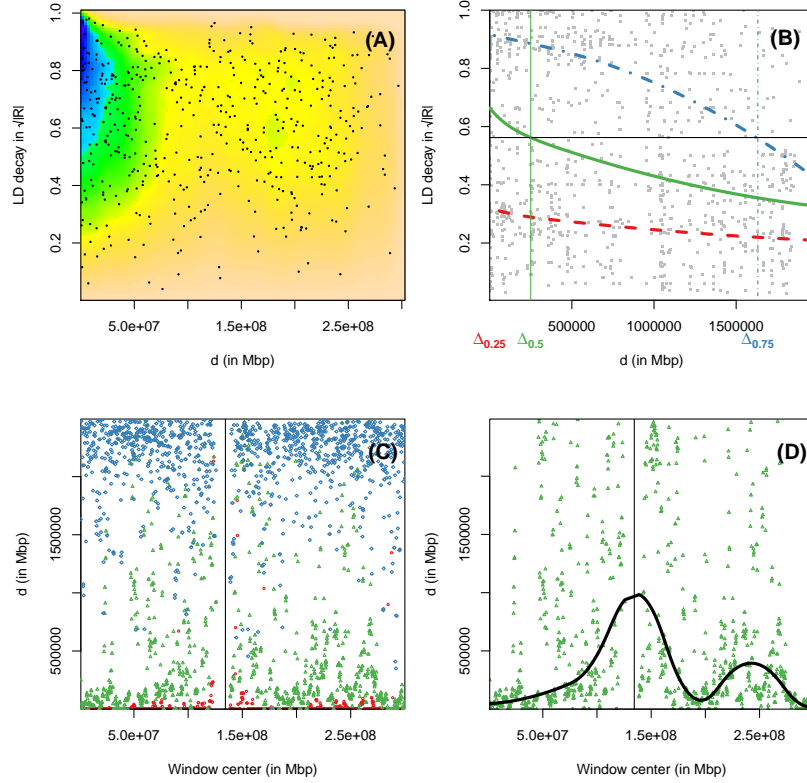 (A)
LD decay in √|R|
1.0
0.8
0.6
0.4
0.2
5.0e+07 1.5e+08 2.5e+08
d (in Mbp)
(B)
LD decay in √|R|
1.0
0.8
0.6
0.4
0.2
500000 1000000 1500000
Δ0.25 Δ0.5 Δ0.75
d (in Mbp)
(C)
d (in Mbp)
1500000
500000
5.0e+07 1.5e+08 2.5e+08
Window center (in Mbp)
(D)
d (in Mbp)
1500000
500000
5.0e+07 1.5e+08 2.5e+08
Window center (in Mbp)